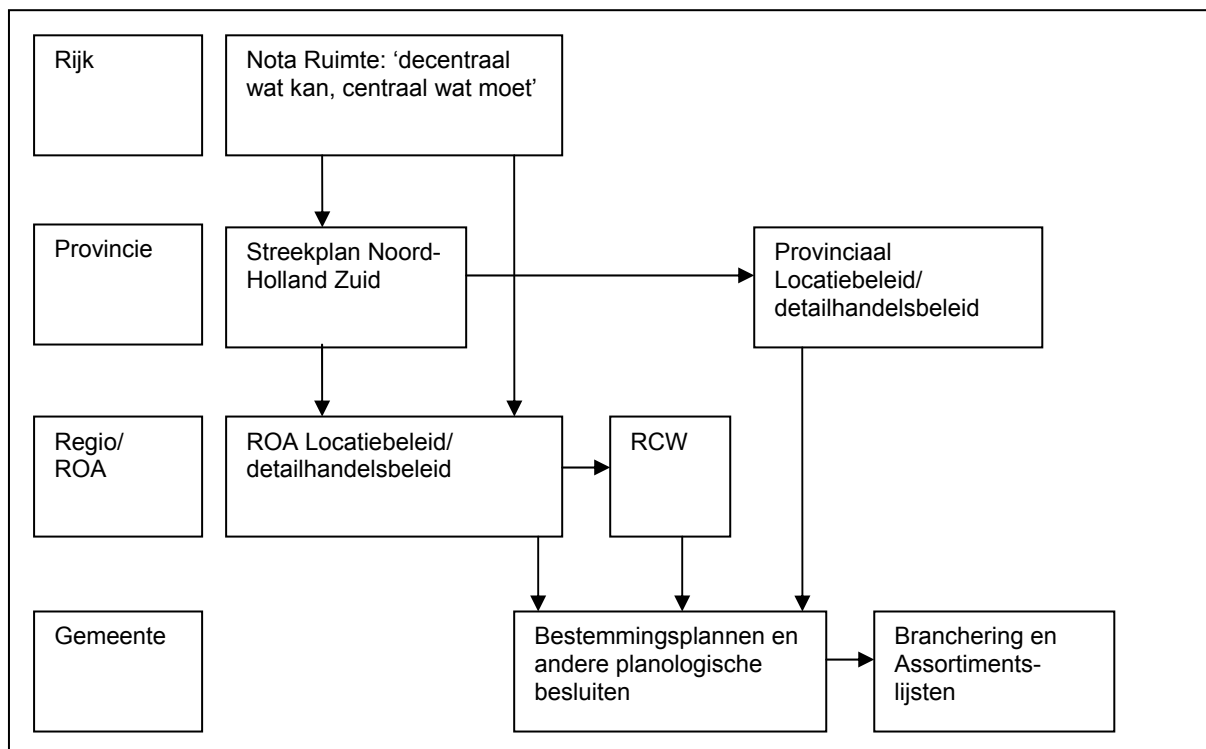 Rijk
Nota Ruimte: ‘decentraal
wat kan, centraal wat moet’
Provincie
Streekplan Noord-
Holland Zuid
Provinciaal
Locatiebeleid/
detailhandelsbeleid
Regio/
ROA
ROA Locatiebeleid/
detailhandelsbeleid
RCW
Gemeente
Bestemmingsplannen en
andere planologische
besluiten
Branchering en
Assortiments-
lijsten